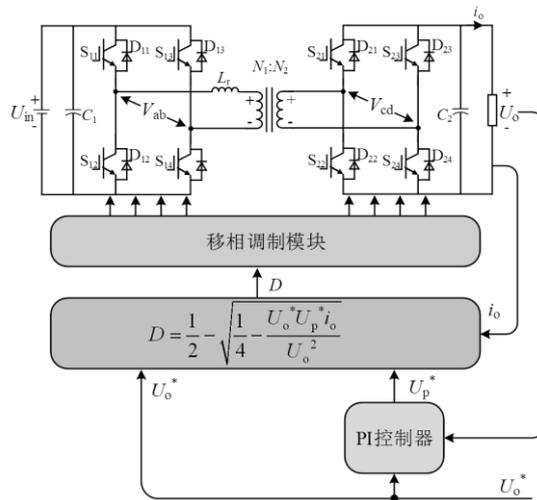 i_o
S_11 D_11 S_13 D_13 N_1:N_2 S_21 D_21 S_23 D_23
L_r
U_in + - C_1 V_ab + - + - V_cd C_2 + U_o -
S_12 D_12 S_14 S_22 D_22 S_24 D_24
移相调制模块
D
D = 1/2 - √(1/4 - U_o^* U_p^* i_o / U_o^2)
i_o
U_o^* U_p^*
PI控制器
U_o^*